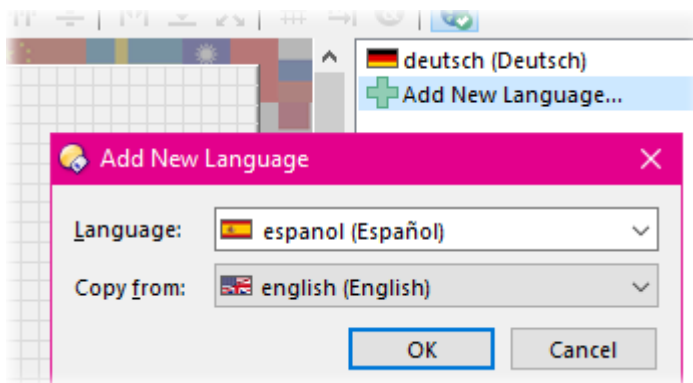 deutsch (Deutsch)
Add New Language...
Add New Language
Language: espanol (Español)
Copy from: english (English)
OK Cancel